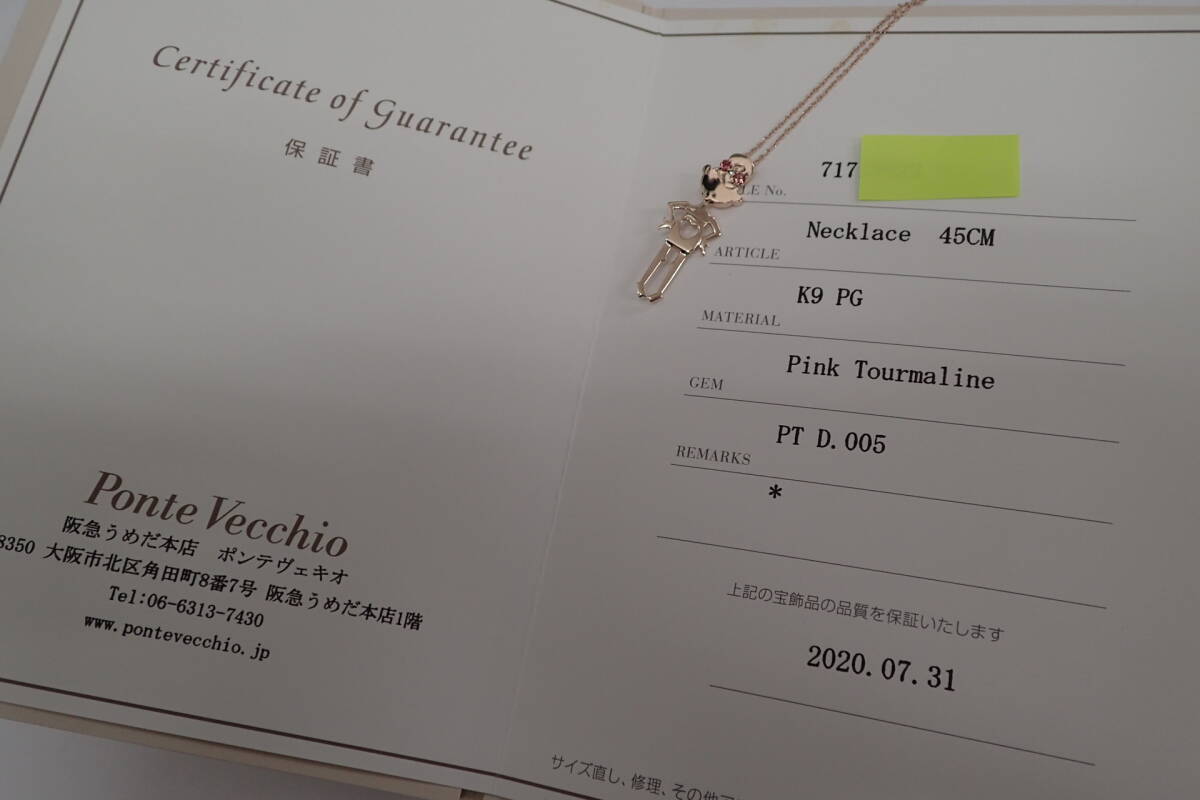 Certificate of Guarantee
保証書
Ponte Vecchio
阪急うめだ本店 ポンテヴェキオ
8350 大阪市北区角田町8番7号 阪急うめだ本店1階
Tel:06-6313-7430
www.pontevecchio.jp
717
LE No.
Necklace 45CM
ARTICLE
K9 PG
MATERIAL
Pink Tourmaline
GEM
PT D.005
REMARKS
*
上記の宝飾品の品質を保証いたします
2020.07.31
サイズ直し、修理、その他